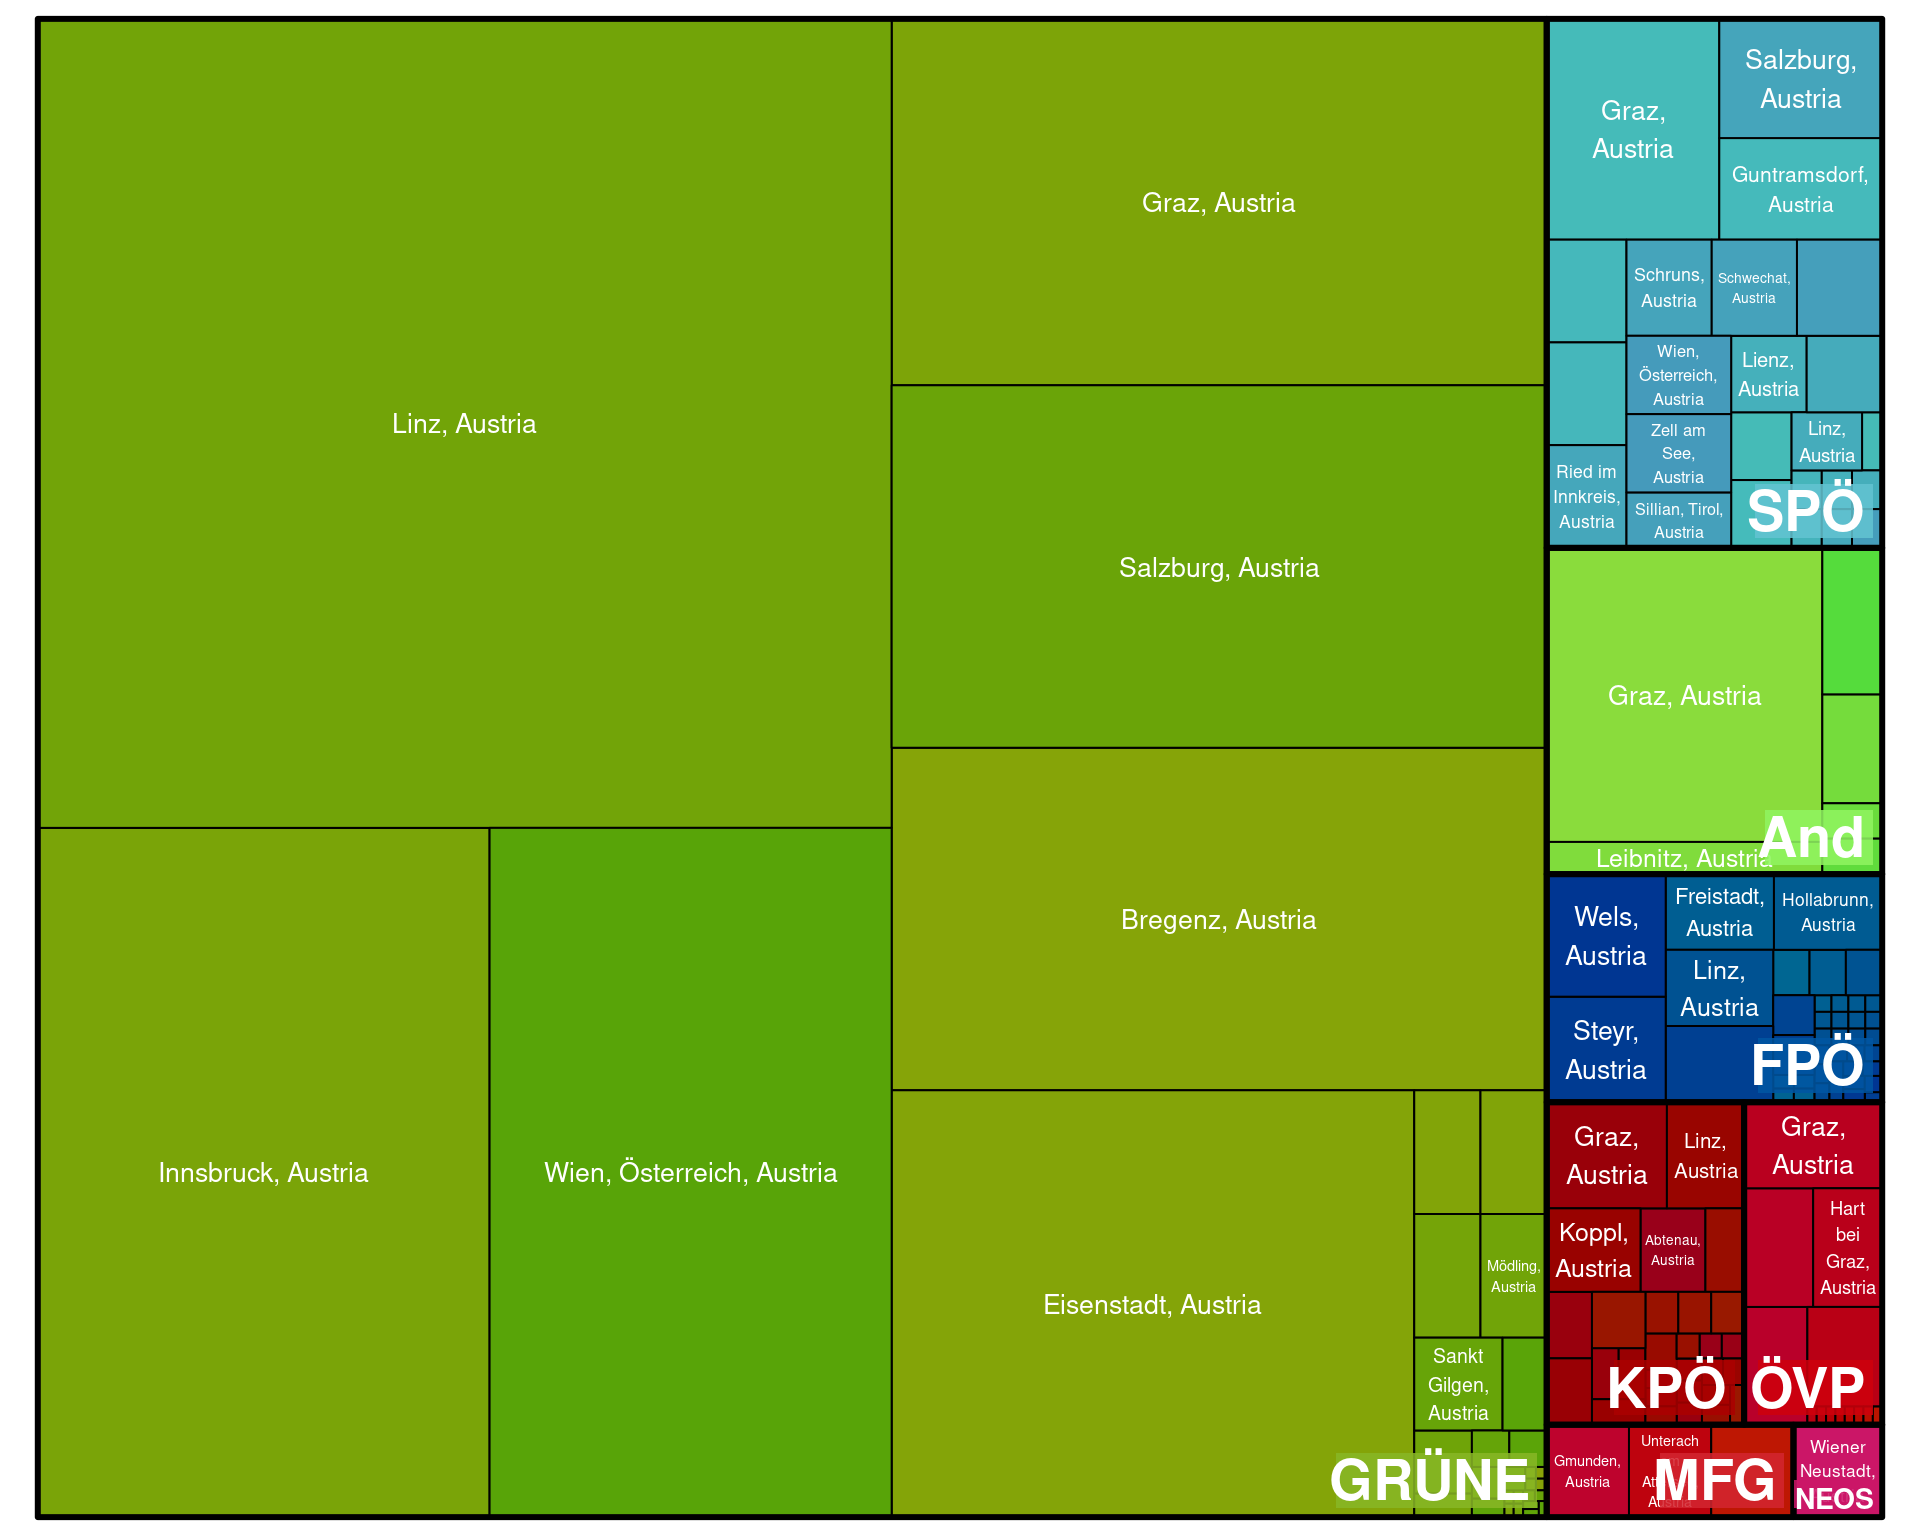 Linz, Austria
Graz, Austria
Salzburg, Austria
Bregenz, Austria
Innsbruck, Austria
Wien, Österreich, Austria
Eisenstadt, Austria
Mödling,
Austria
Sankt
Gilgen,
Austria
GRÜNE
Graz,
Austria
Salzburg,
Austria
Guntramsdorf,
Austria
Schruns,
Austria
Schwechat,
Austria
Wien,
Österreich,
Austria
Lienz,
Austria
Zell am
See,
Austria
Linz,
Austria
Ried im
Innkreis,
Austria
Sillian, Tirol,
Austria
SPÖ
Graz, Austria
Leibnitz, Austria
And
Wels,
Austria
Freistadt,
Austria
Hollabrunn,
Austria
Linz,
Austria
Steyr,
Austria
FPÖ
Graz,
Austria
Linz,
Austria
Koppl,
Austria
Abtenau,
Austria
KPÖ
Graz,
Austria
Hart
bei
Graz,
Austria
ÖVP
Gmunden,
Austria
Unterach
Austria
MFG
Wiener
Neustadt,
NEOS